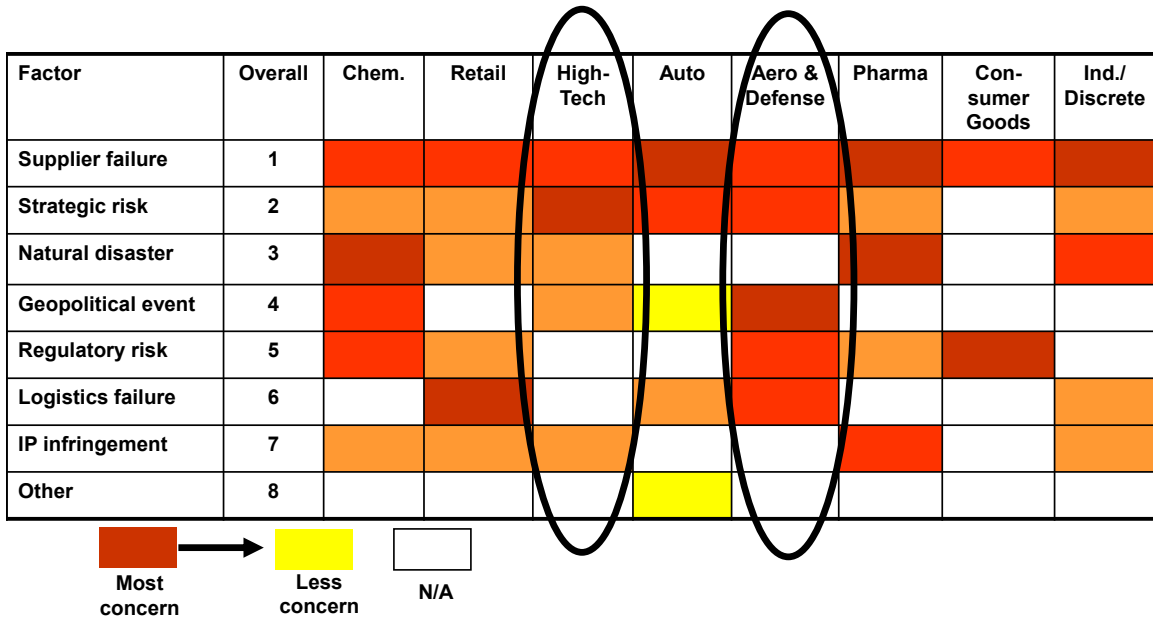 Factor Overall Chem. Retail High- Auto Aero & Pharma Con- Ind./
Tech Defense sumer Discrete
Goods
Supplier failure 1
Strategic risk 2
Natural disaster 3
Geopolitical event 4
Regulatory risk 5
Logistics failure 6
IP infringement 7
Other 8
Most Less N/A
concern concern